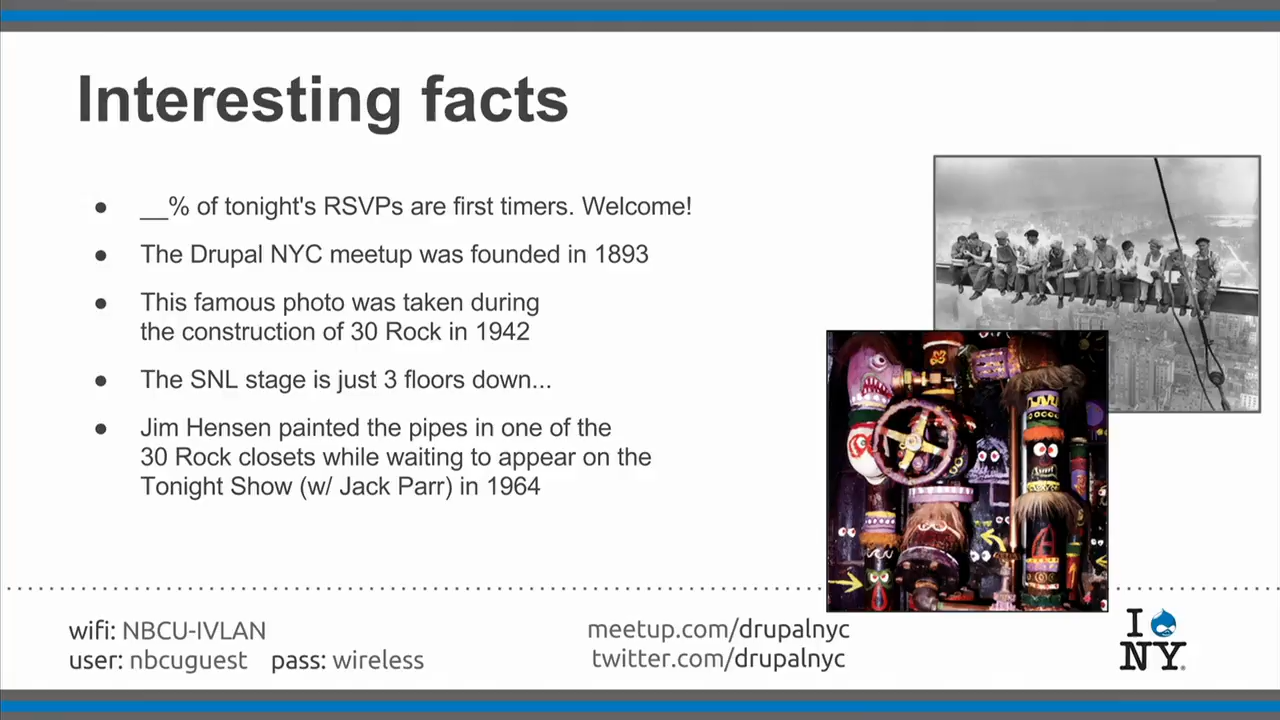 Interesting facts
● __% of tonight's RSVPs are first timers. Welcome!
● The Drupal NYC meetup was founded in 1893
● This famous photo was taken during
the construction of 30 Rock in 1942
● The SNL stage is just 3 floors down...
● Jim Hensen painted the pipes in one of the
30 Rock closets while waiting to appear on the
Tonight Show (w/ Jack Parr) in 1964
wifi: NBCU-IVLAN
user: nbcuguest pass: wireless
meetup.com/drupalnyc
twitter.com/drupalnyc
I
NY